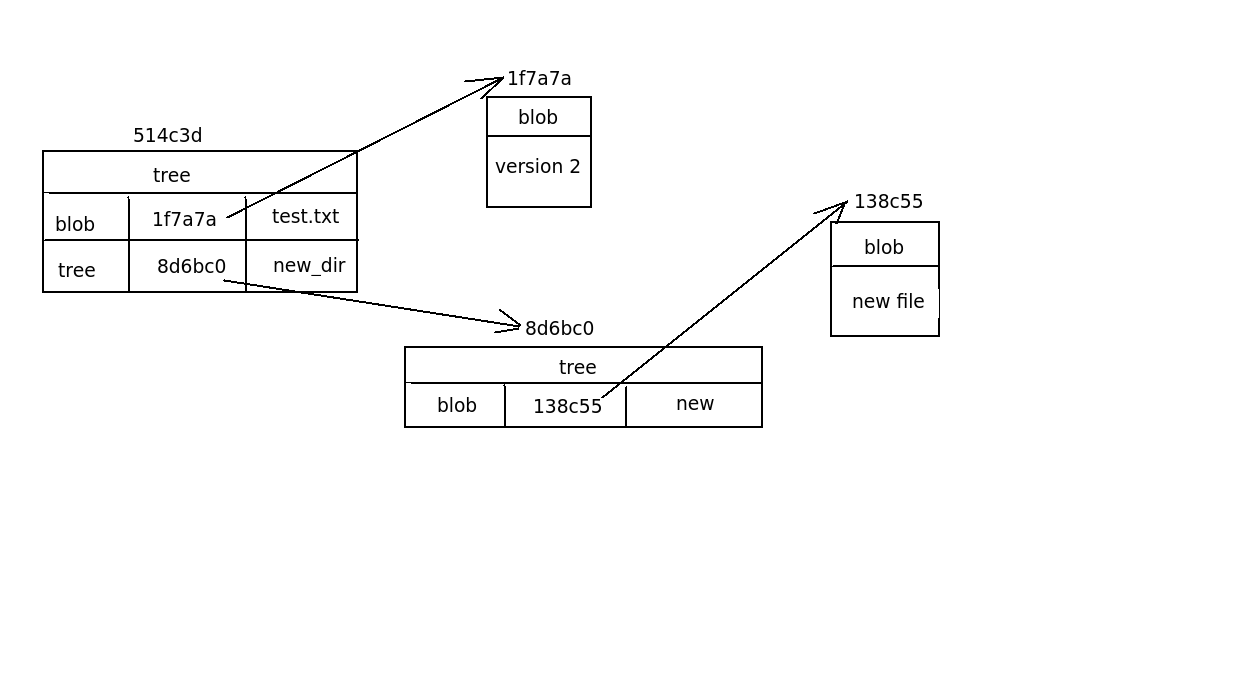 514c3d
tree
blob 1f7a7a test.txt
tree 8d6bc0 new_dir
1f7a7a
blob
version 2
8d6bc0
tree
blob 138c55 new
138c55
blob
new file